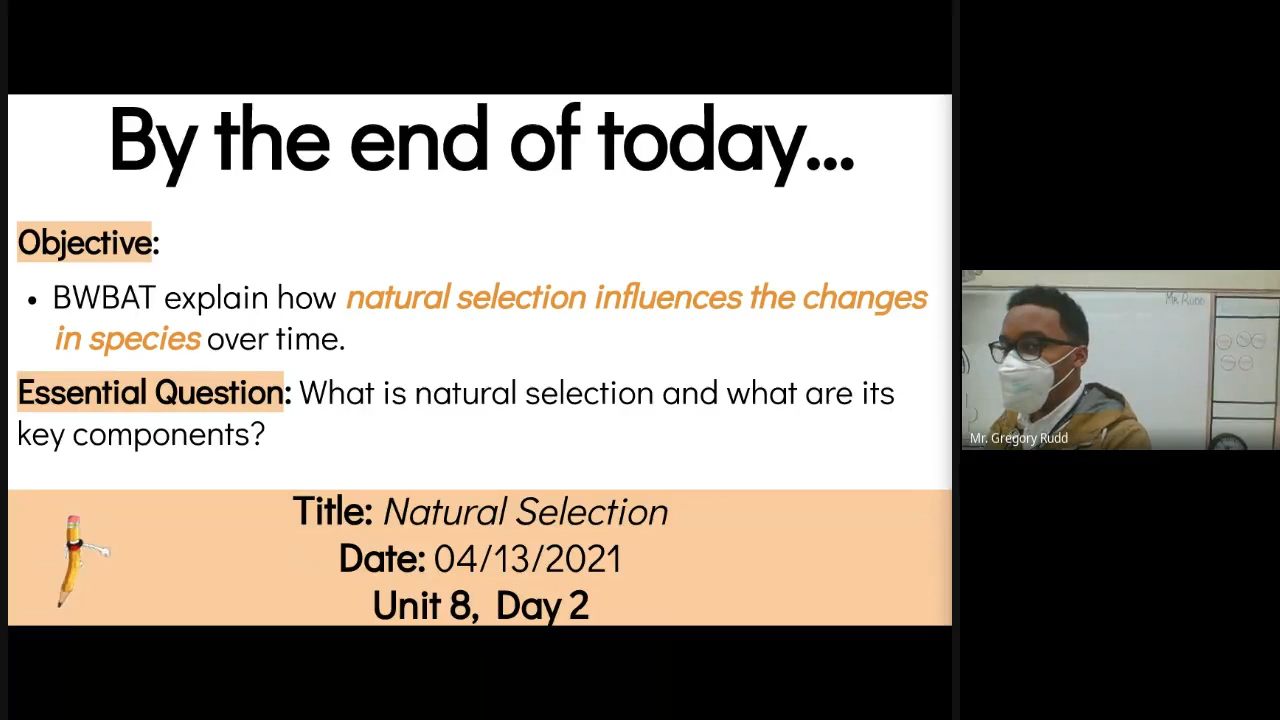 By the end of today...
Objective:
• BWBAT explain how natural selection influences the changes
in species over time.
Essential Question: What is natural selection and what are its
key components?
Title: Natural Selection
Date: 04/13/2021
Unit 8, Day 2
Mr. Rudd
Mr. Gregory Rudd